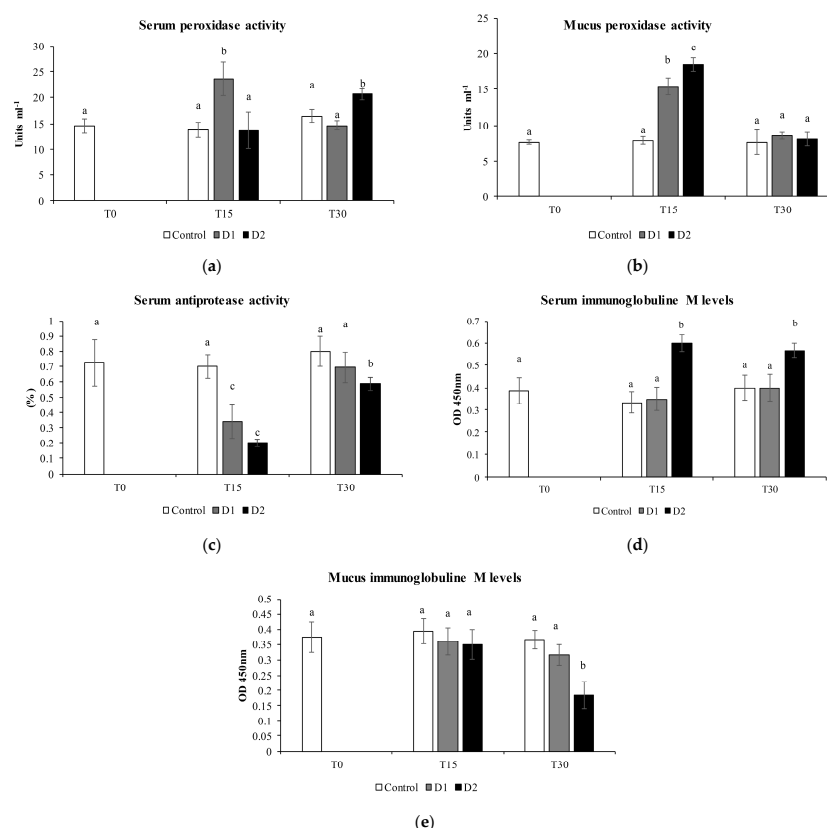 Serum peroxidase activity
30
25
20
15
10
5
0
Units ml-1
a
a
b
a
a
a
b
T0
T15
T30
Control D1 D2
(a)
Mucus peroxidase activity
25
20
15
10
5
0
Units ml-1
a
a
b
c
a
a
a
T0
T15
T30
Control D1 D2
(b)
Serum antiprotease activity
1
0.9
0.8
0.7
0.6
0.5
0.4
0.3
0.2
0.1
0
(%)
a
a
c
c
a
a
b
T0
T15
T30
Control D1 D2
(c)
Serum immunoglobuline M levels
0.7
0.6
0.5
0.4
0.3
0.2
0.1
0
OD 450nm
a
a
a
b
a
a
b
T0
T15
T30
Control D1 D2
(d)
Mucus immunoglobuline M levels
0.5
0.45
0.4
0.35
0.3
0.25
0.2
0.15
0.1
0.05
0
OD 450nm
a
a
a
a
a
a
b
T0
T15
T30
Control D1 D2
(e)